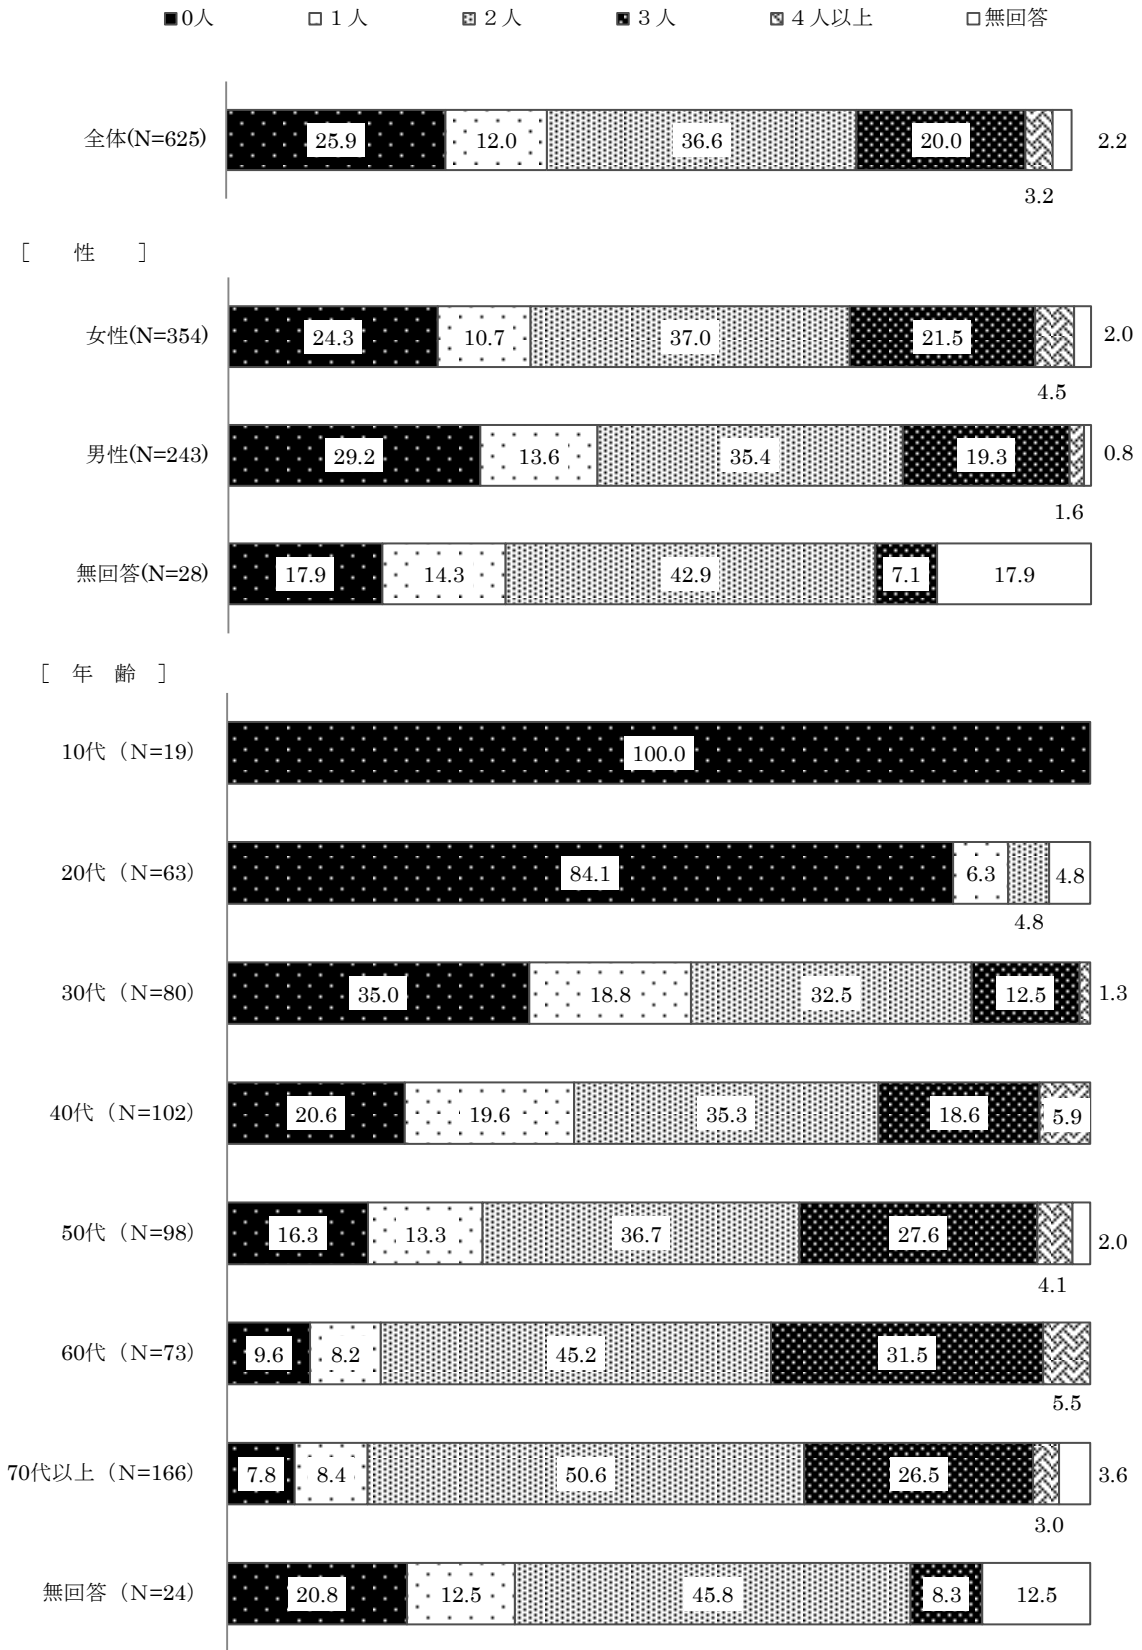 ■0人 □１人 ▩２人 ■３人 ▨４人以上 □無回答
全体(N=625) 25.9 12.0 36.6 20.0 2.2
3.2
［　性　］
女性(N=354) 24.3 10.7 37.0 21.5 2.0
4.5
男性(N=243) 29.2 13.6 35.4 19.3 0.8
1.6
無回答(N=28) 17.9 14.3 42.9 7.1 17.9
［ 年 齢 ］
10代（N=19） 100.0
20代（N=63） 84.1 6.3 4.8
4.8
30代（N=80） 35.0 18.8 32.5 12.5 1.3
40代（N=102） 20.6 19.6 35.3 18.6 5.9
50代（N=98） 16.3 13.3 36.7 27.6 2.0
4.1
60代（N=73） 9.6 8.2 45.2 31.5
5.5
70代以上（N=166） 7.8 8.4 50.6 26.5 3.6
3.0
無回答（N=24） 20.8 12.5 45.8 8.3 12.5